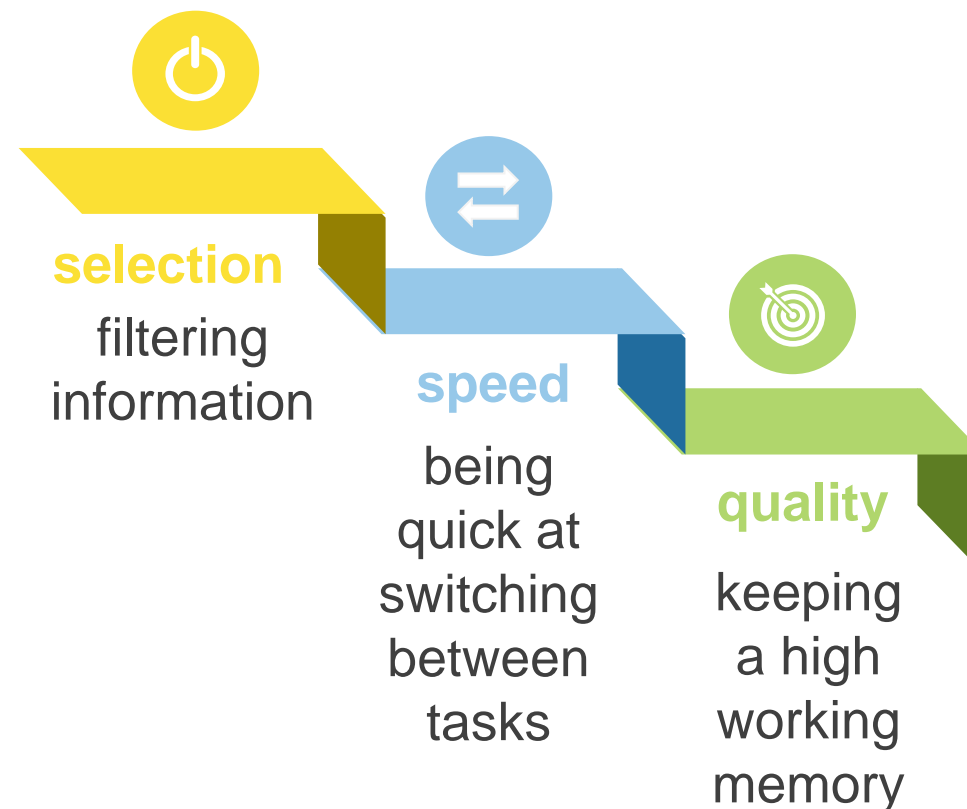 selection
filtering
information
speed
being
quick at
switching
between
tasks
quality
keeping
a high
working
memory